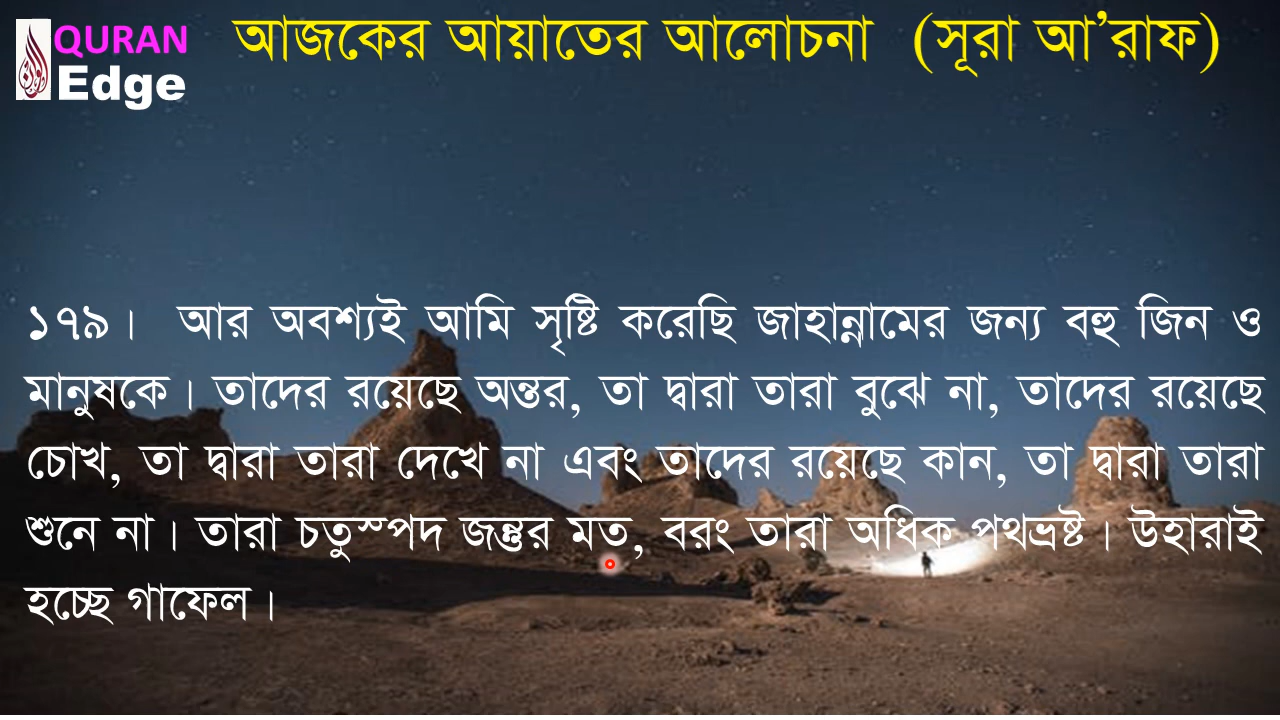 QURAN
Edge
আজকের আয়াতের আলোচনা (সূরা আ’রাফ)
১৭৯। আর অবশ্যই আমি সৃষ্টি করেছি জাহান্নামের জন্য বহু জিন ও
মানুষকে। তাদের রয়েছে অন্তর, তা দ্বারা তারা বুঝে না, তাদের রয়েছে
চোখ, তা দ্বারা তারা দেখে না এবং তাদের রয়েছে কান, তা দ্বারা তারা
শুনে না। তারা চতুস্পদ জন্তুর মত, বরং তারা অধিক পথভ্রষ্ট। উহারাই
হচ্ছে গাফেল।